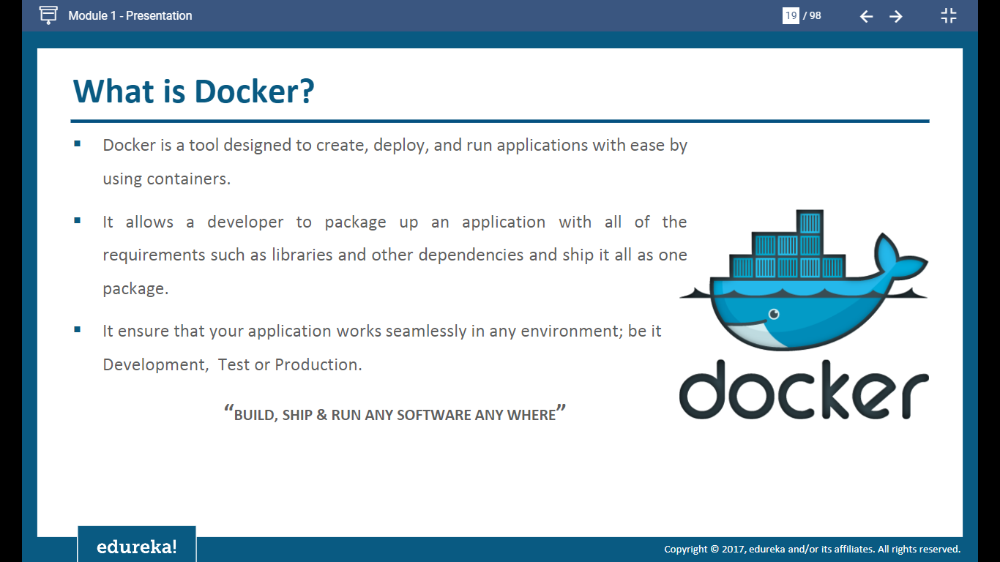 Module 1 - Presentation
19 / 98
What is Docker?
Docker is a tool designed to create, deploy, and run applications with ease by
using containers.
It allows a developer to package up an application with all of the
requirements such as libraries and other dependencies and ship it all as one
package.
It ensure that your application works seamlessly in any environment; be it
Development,  Test or Production.
“BUILD, SHIP & RUN ANY SOFTWARE ANY WHERE”
docker
edureka!
Copyright © 2017, edureka and/or its affiliates. All rights reserved.